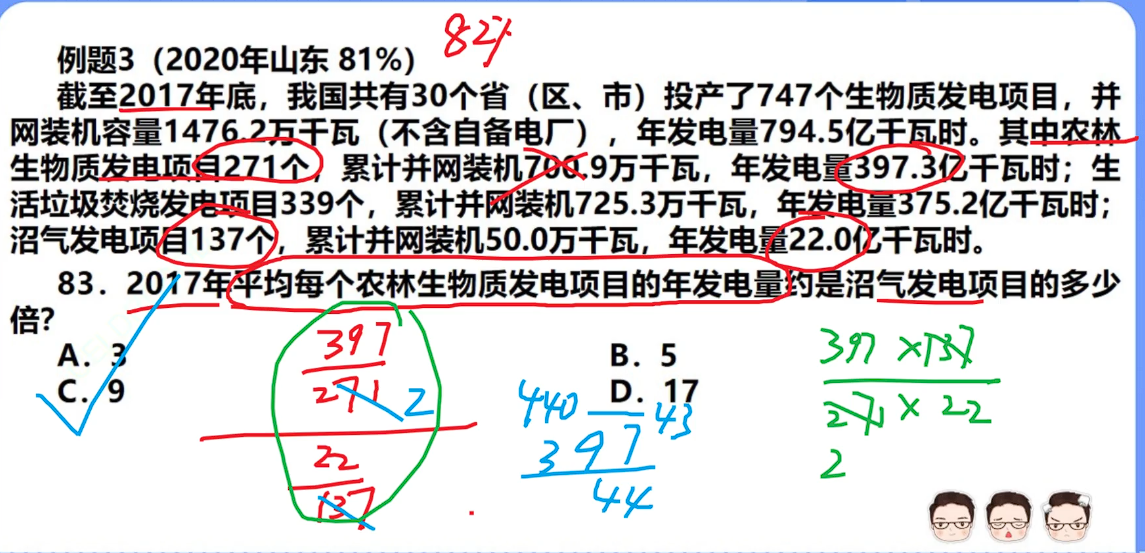 82%
例题3（2020年山东 81%）
截至2017年底，我国共有30个省（区、市）投产了747个生物质发电项目，并
网装机容量1476.2万千瓦（不含自备电厂），年发电量794.5亿千瓦时。其中农林
生物质发电项目271个，累计并网装机700.9万千瓦，年发电量397.3亿千瓦时；生
活垃圾焚烧发电项目339个，累计并网装机725.3万千瓦，年发电量375.2亿千瓦时；
沼气发电项目137个，累计并网装机50.0万千瓦，年发电量22.0亿千瓦时。
83．2017年平均每个农林生物质发电项目的年发电量约是沼气发电项目的多少
倍？
A．3
B．5
C．9
D．17
397
271 2
22
137
440 43
397
44
397 ×137
271 × 22
2